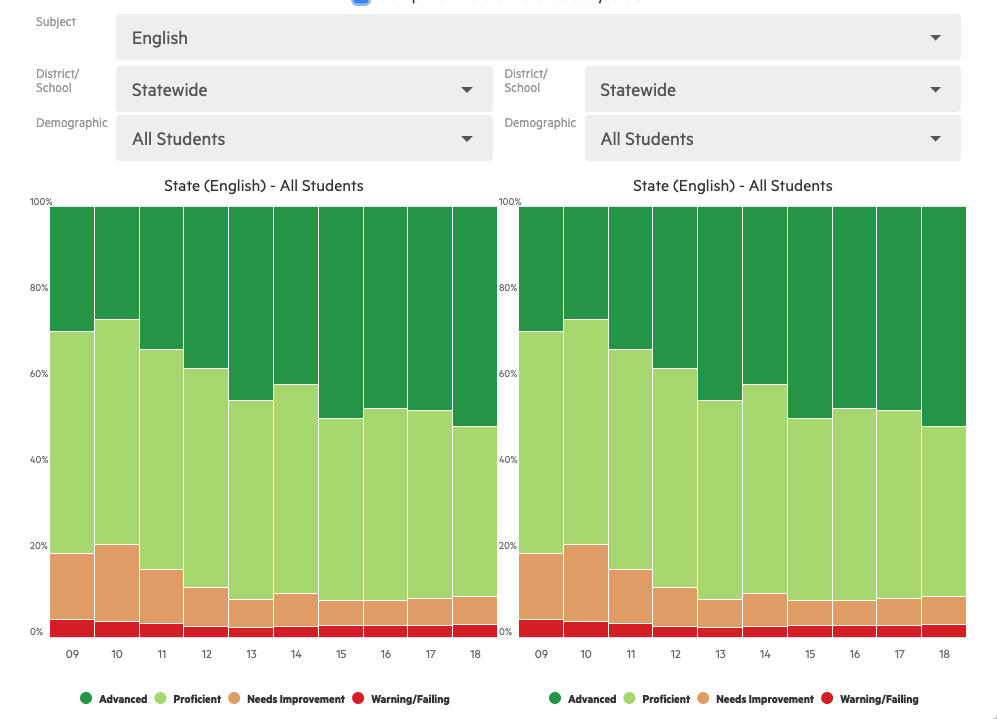 Subject
English
District/
School
Statewide
District/
School
Statewide
Demographic
All Students
Demographic
All Students
State (English) - All Students
State (English) - All Students
100%
80%
60%
40%
20%
0%
09 10 11 12 13 14 15 16 17 18
Advanced Proficient Needs Improvement Warning/Failing
100%
80%
60%
40%
20%
0%
09 10 11 12 13 14 15 16 17 18
Advanced Proficient Needs Improvement Warning/Failing